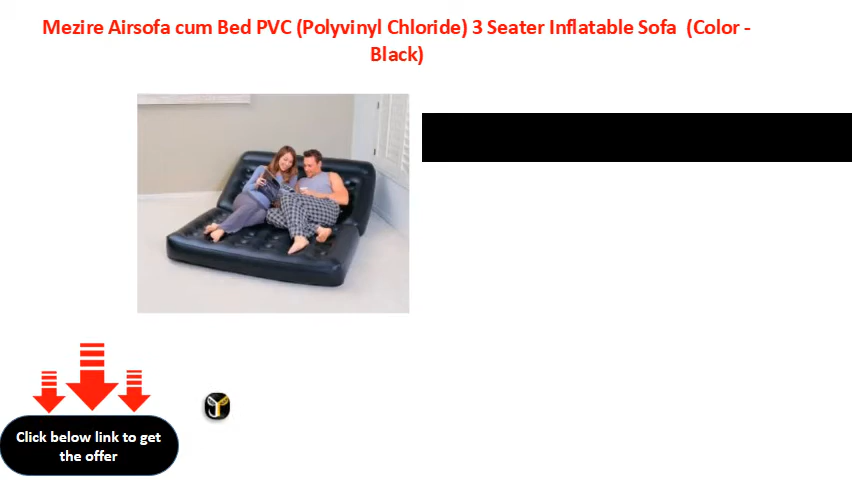 Mezire Airsofa cum Bed PVC (Polyvinyl Chloride) 3 Seater Inflatable Sofa  (Color -
Black)
Click below link to get
the offer